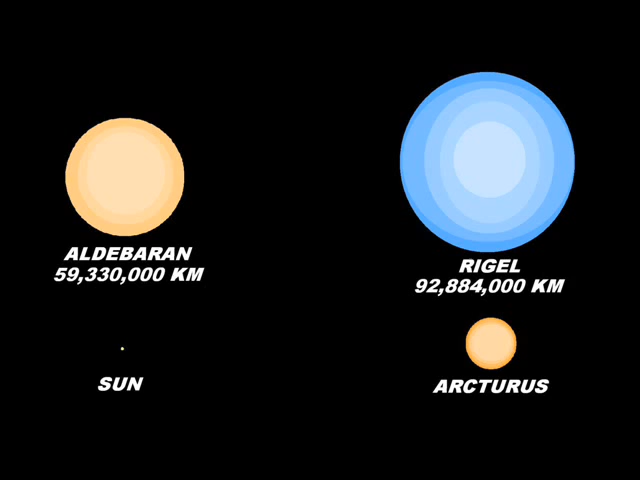 ALDEBARAN
59,330,000 KM
RIGEL
92,884,000 KM
SUN
ARCTURUS